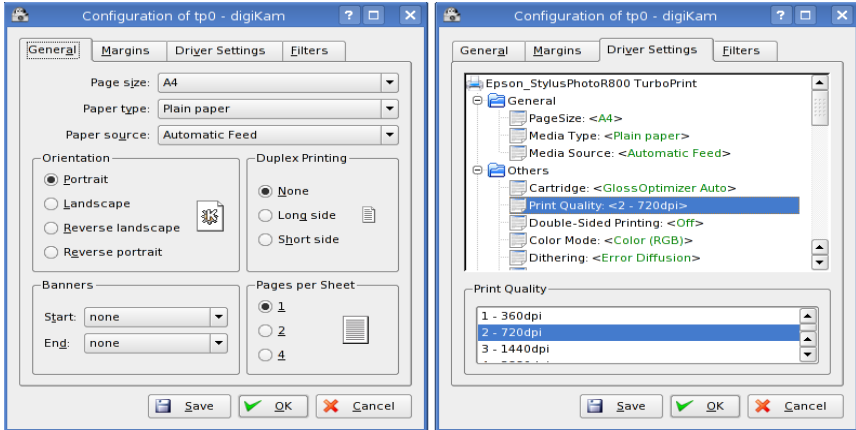 Configuration of tp0 - digiKam
General Margins Driver Settings Filters
Page size: A4
Paper type: Plain paper
Paper source: Automatic Feed
Orientation
Portrait
Landscape
Reverse landscape
Reverse portrait
Duplex Printing
None
Long side
Short side
Banners
Start: none
End: none
Pages per Sheet
1
2
4
Save OK Cancel
Configuration of tp0 - digiKam
General Margins Driver Settings Filters
Epson_StylusPhotoR800 TurboPrint
General
PageSize: <A4>
Media Type: <Plain paper>
Media Source: <Automatic Feed>
Others
Cartridge: <GlossOptimizer Auto>
Print Quality: <2 - 720dpi>
Double-Sided Printing: <Off>
Color Mode: <Color (RGB)>
Dithering: <Error Diffusion>
Print Quality
1 - 360dpi
2 - 720dpi
3 - 1440dpi
Save OK Cancel